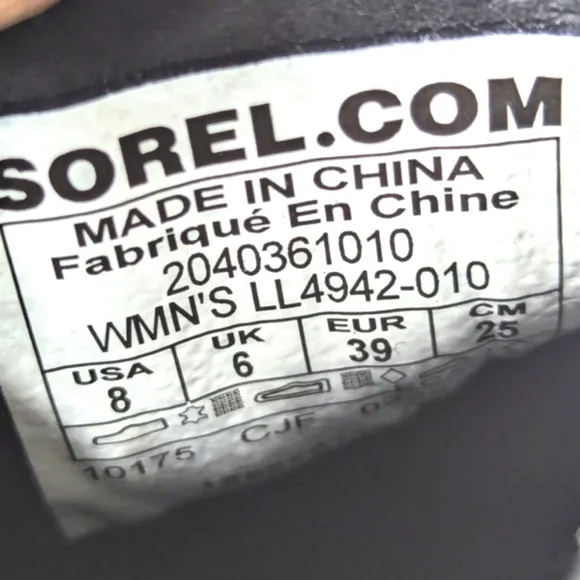 SOREL.COM
MADE IN CHINA
Fabriqué En Chine
2040361010
WMN'S LL4942-010
USA UK EUR CM
8 6 39 25
10175 CJF